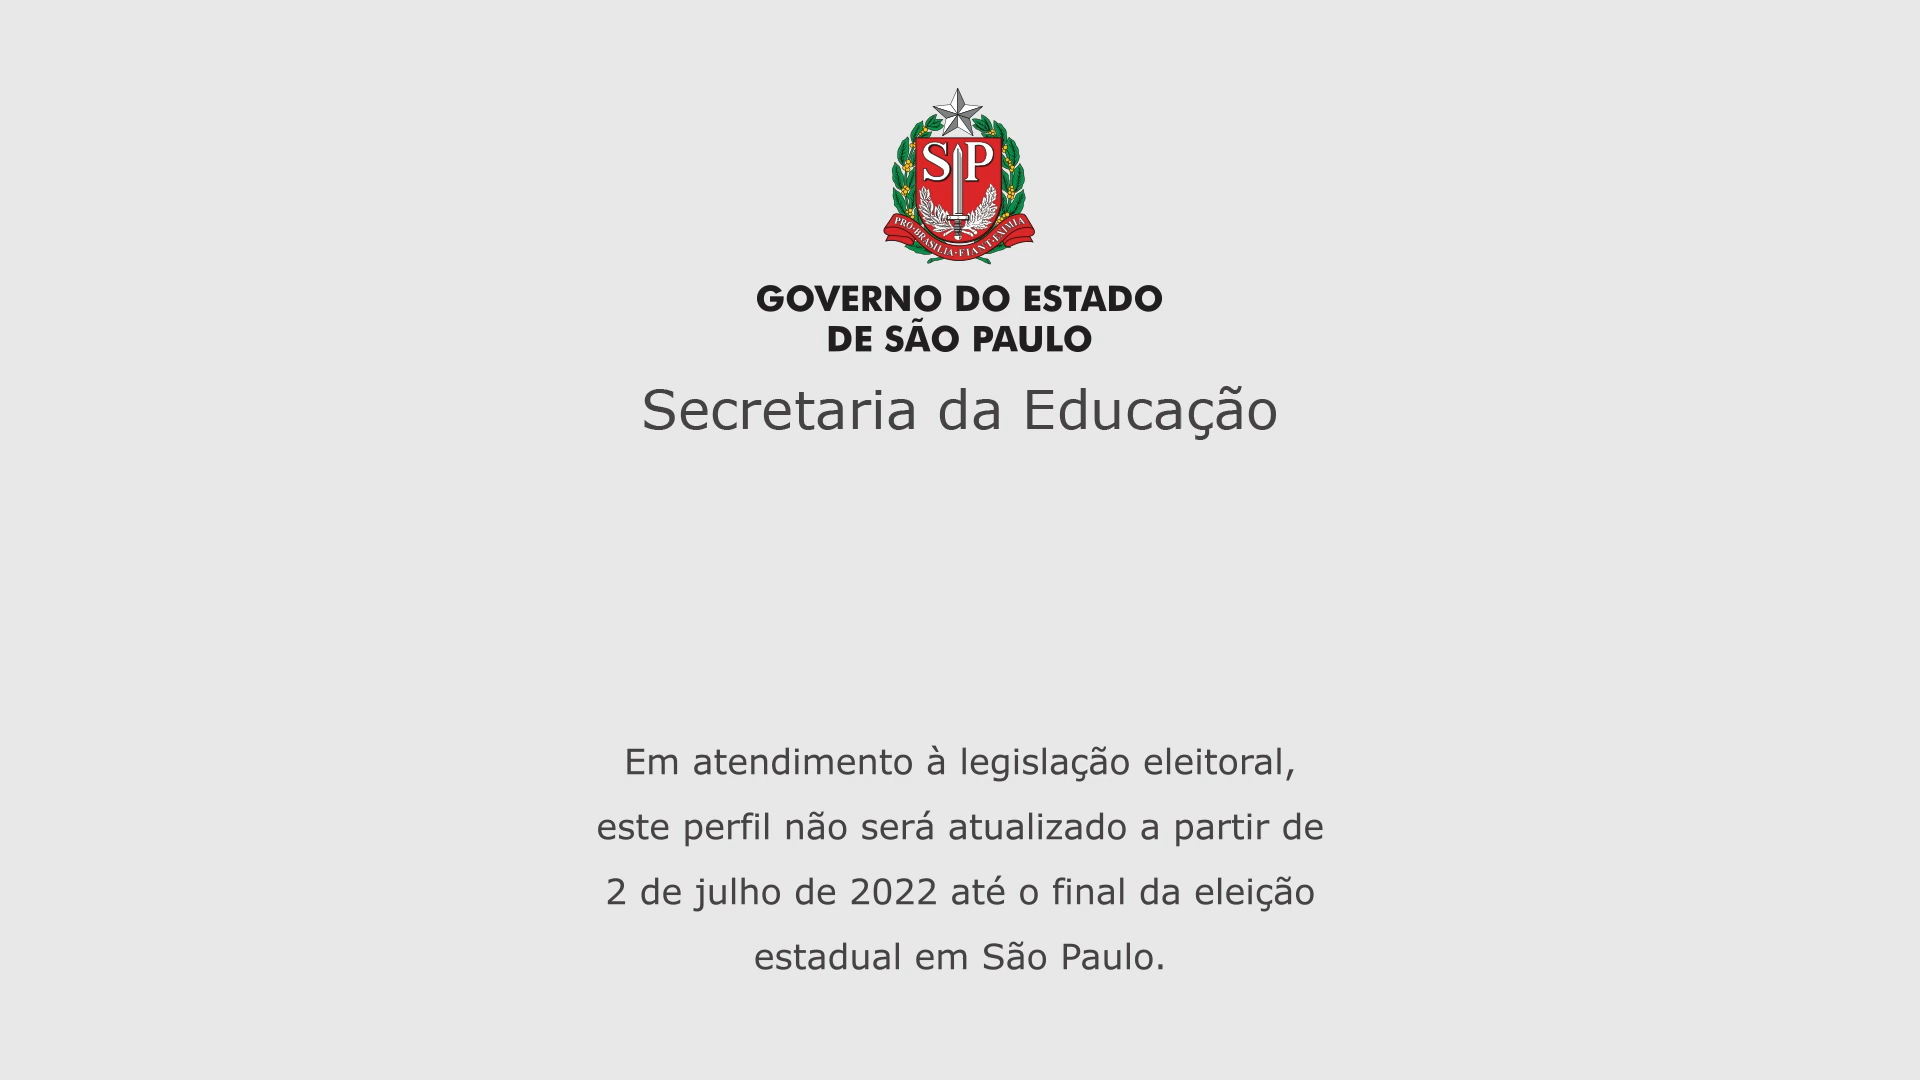 SP
PRO·BRASILIA·FIANT·EXIMIA
GOVERNO DO ESTADO
DE SÃO PAULO
Secretaria da Educação
Em atendimento à legislação eleitoral,
este perfil não será atualizado a partir de
2 de julho de 2022 até o final da eleição
estadual em São Paulo.